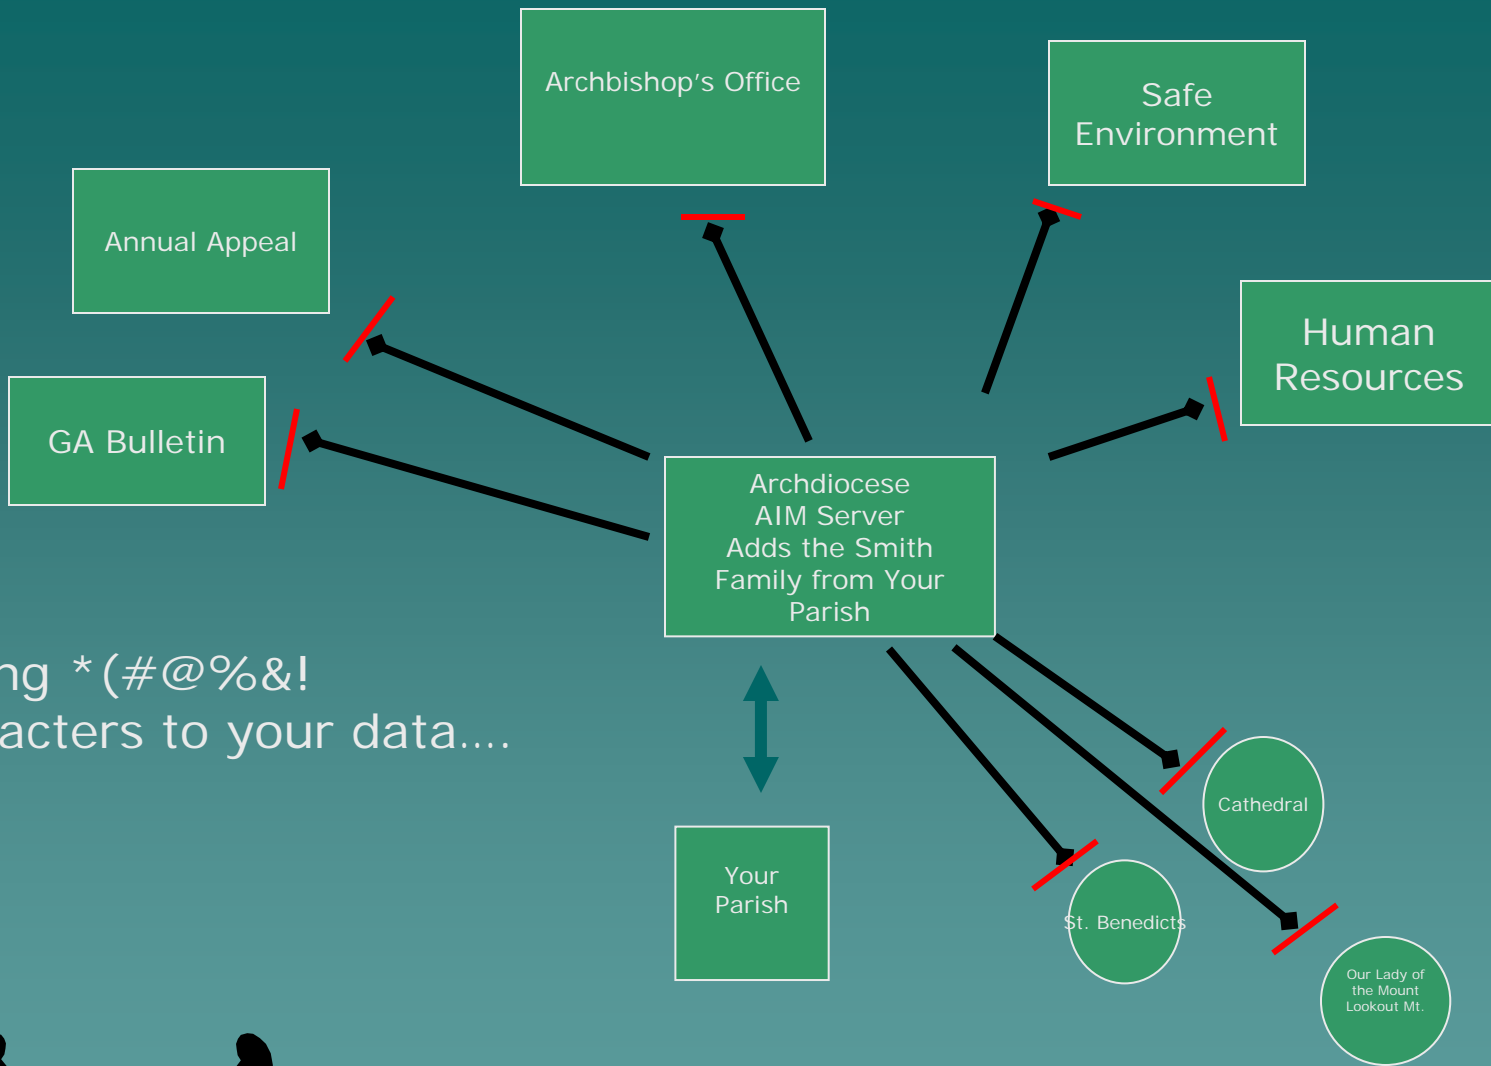 Archbishop's Office
Safe
Environment
Annual Appeal
Human
Resources
GA Bulletin
Archdiocese
AIM Server
Adds the Smith
Family from Your
Parish
ng *(#@%&!
acters to your data....
Cathedral
Your
Parish
St. Benedicts
Our Lady of
the Mount
Lookout Mt.